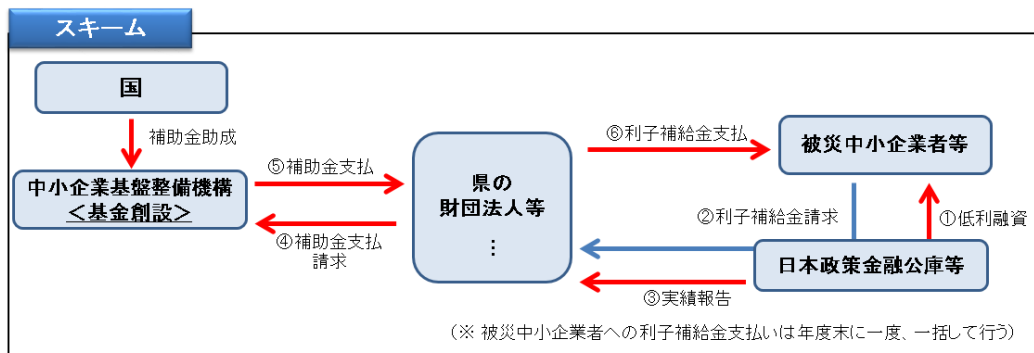 スキーム
国
補助金助成
中小企業基盤整備機構
＜基金創設＞
⑤補助金支払
④補助金支払
請求
県の
財団法人等
…
⑥利子補給金支払
被災中小企業者等
②利子補給金請求
①低利融資
日本政策金融公庫等
③実績報告
（※ 被災中小企業者への利子補給金支払いは年度末に一度、一括して行う）